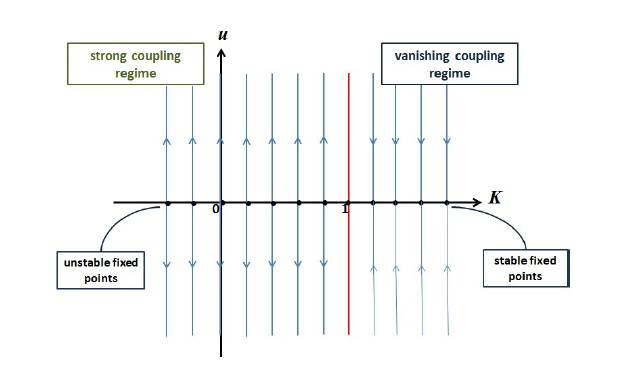 u
strong coupling
regime
vanishing coupling
regime
K
0
1
unstable fixed
points
stable fixed
points